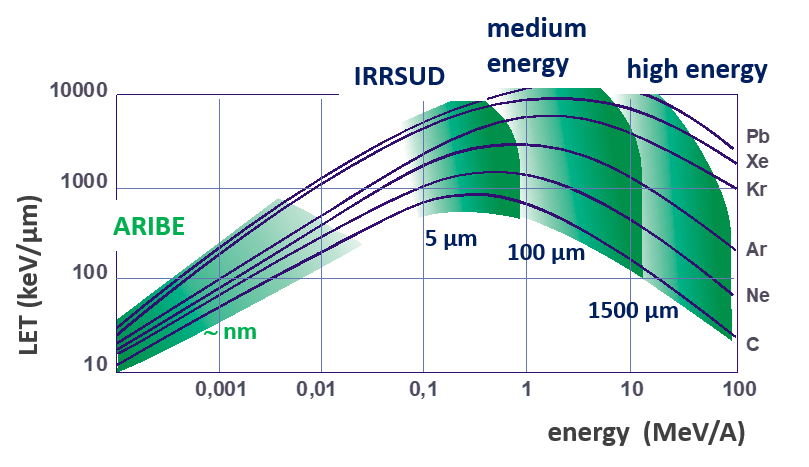 medium
energy
IRRSUD
high energy
10000
1000
100
10
LET (keV/µm)
ARIBE
~ nm
5 µm
100 µm
1500 µm
Pb
Xe
Kr
Ar
Ne
C
0,001
0,01
0,1
1
10
100
energy (MeV/A)